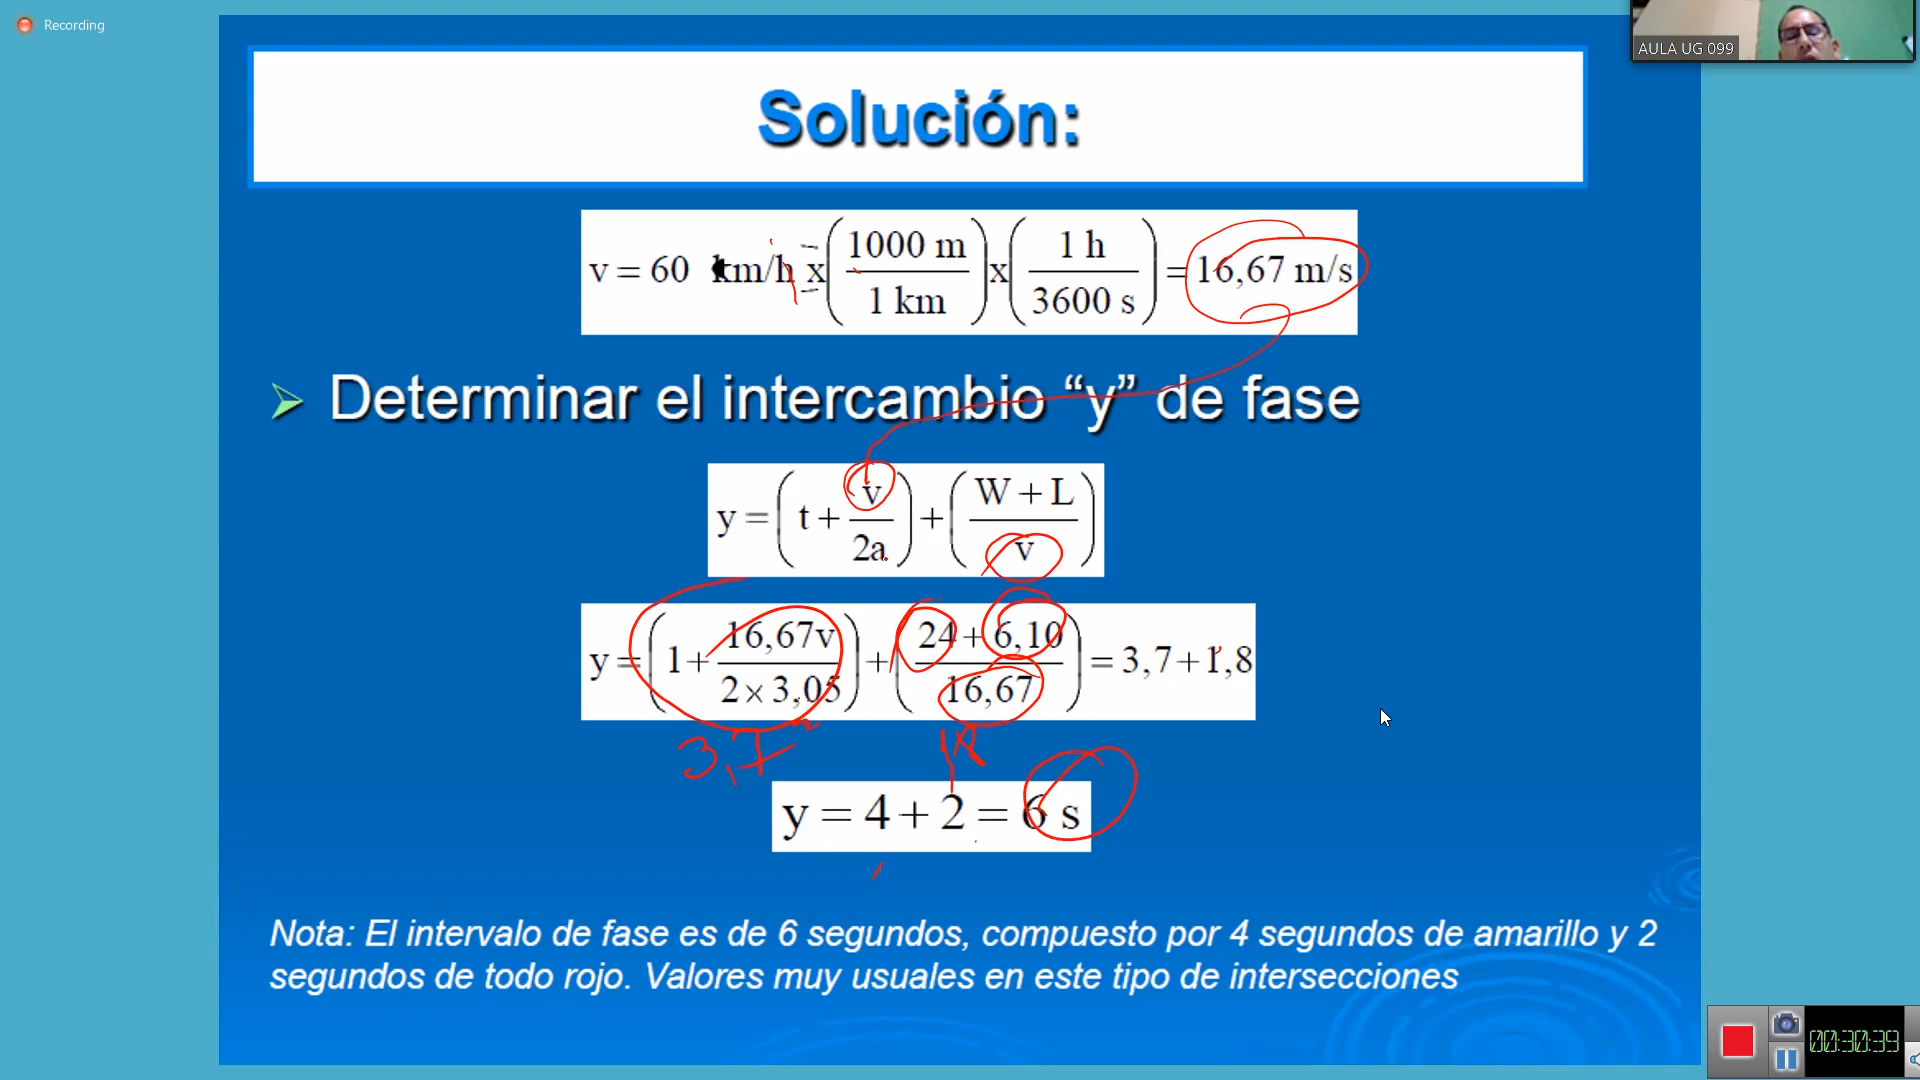 Recording
AULA UG 099
Solución:
v = 60 km/h x (1000 m / 1 km) x (1 h / 3600 s) = 16,67 m/s
➢ Determinar el intercambio “y” de fase
y = (t + v / 2a) + (W + L / v)
y = (1 + 16,67v / 2 × 3,05) + (24 + 6,10 / 16,67) = 3,7 + 1,8
3,7
y = 4 + 2 = 6 s
Nota: El intervalo de fase es de 6 segundos, compuesto por 4 segundos de amarillo y 2
segundos de todo rojo. Valores muy usuales en este tipo de intersecciones
00:30:39